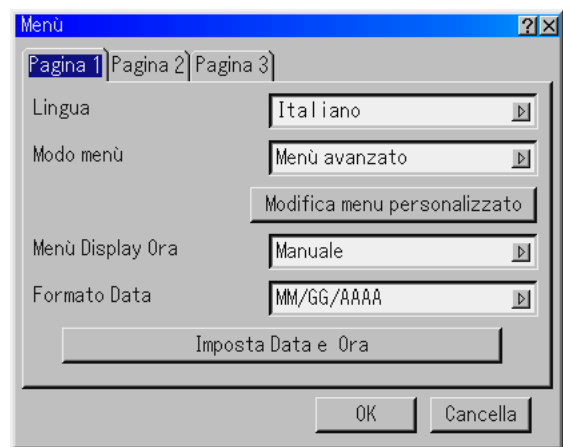 Menù
Pagina 1 Pagina 2 Pagina 3
Lingua Italiano
Modo menù Menù avanzato
Modifica menu personalizzato
Menù Display Ora Manuale
Formato Data MM/GG/AAAA
Imposta Data e Ora
OK Cancella